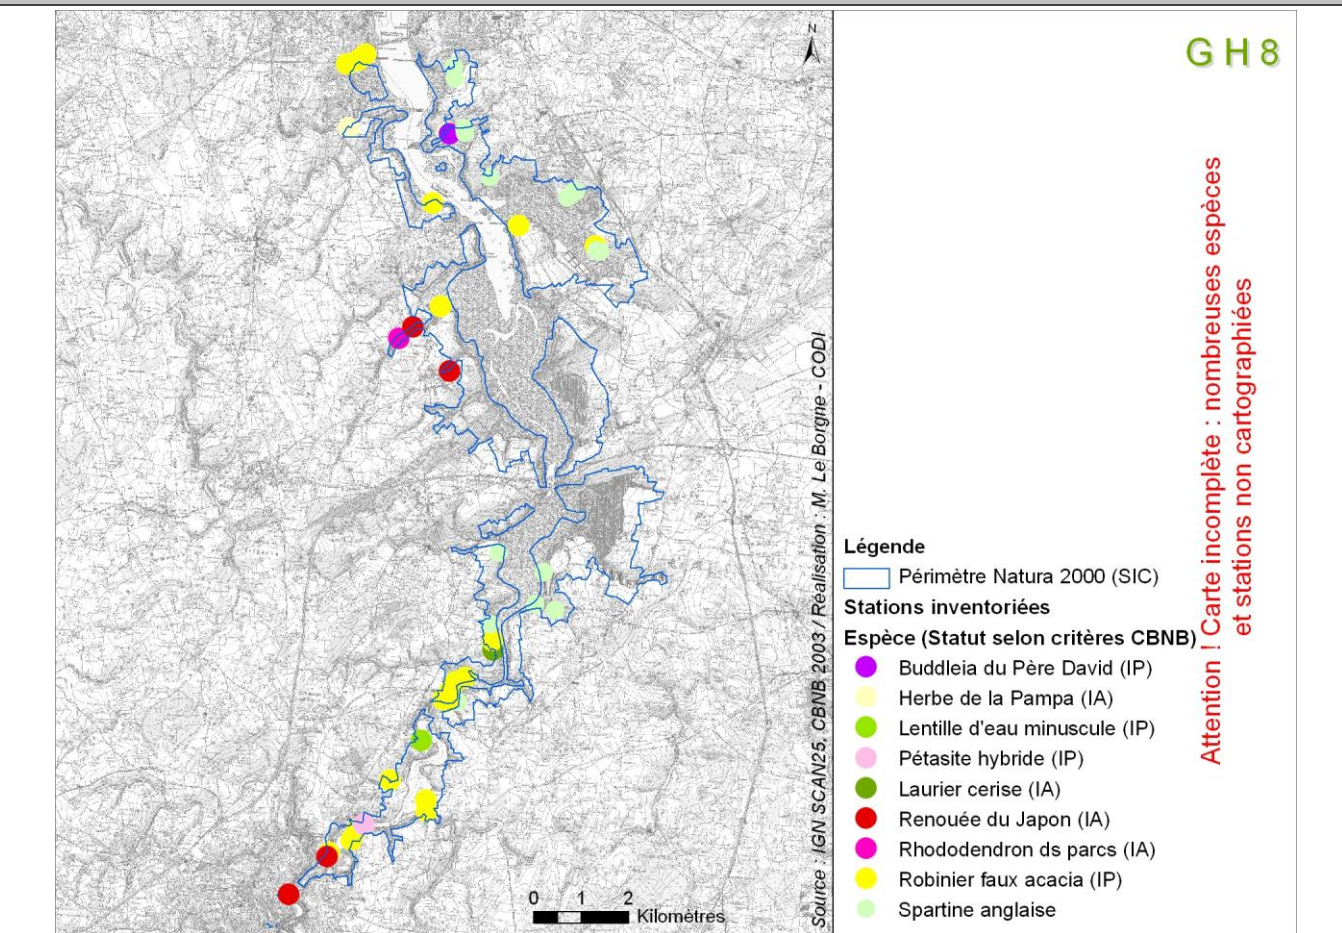 N
G H 8
Attention ! Carte incomplète : nombreuses espèces
et stations non cartographiées
Source : IGN SCAN25, CBNB 2003 / Réalisation : M. Le Borgne - CODI
Légende
Périmètre Natura 2000 (SIC)
Stations inventoriées
Espèce (Statut selon critères CBNB)
Buddleia du Père David (IP)
Herbe de la Pampa (IA)
Lentille d'eau minuscule (IP)
Pétasite hybride (IP)
Laurier cerise (IA)
Renouée du Japon (IA)
Rhododendron ds parcs (IA)
Robinier faux acacia (IP)
Spartine anglaise
0 1 2
Kilomètres